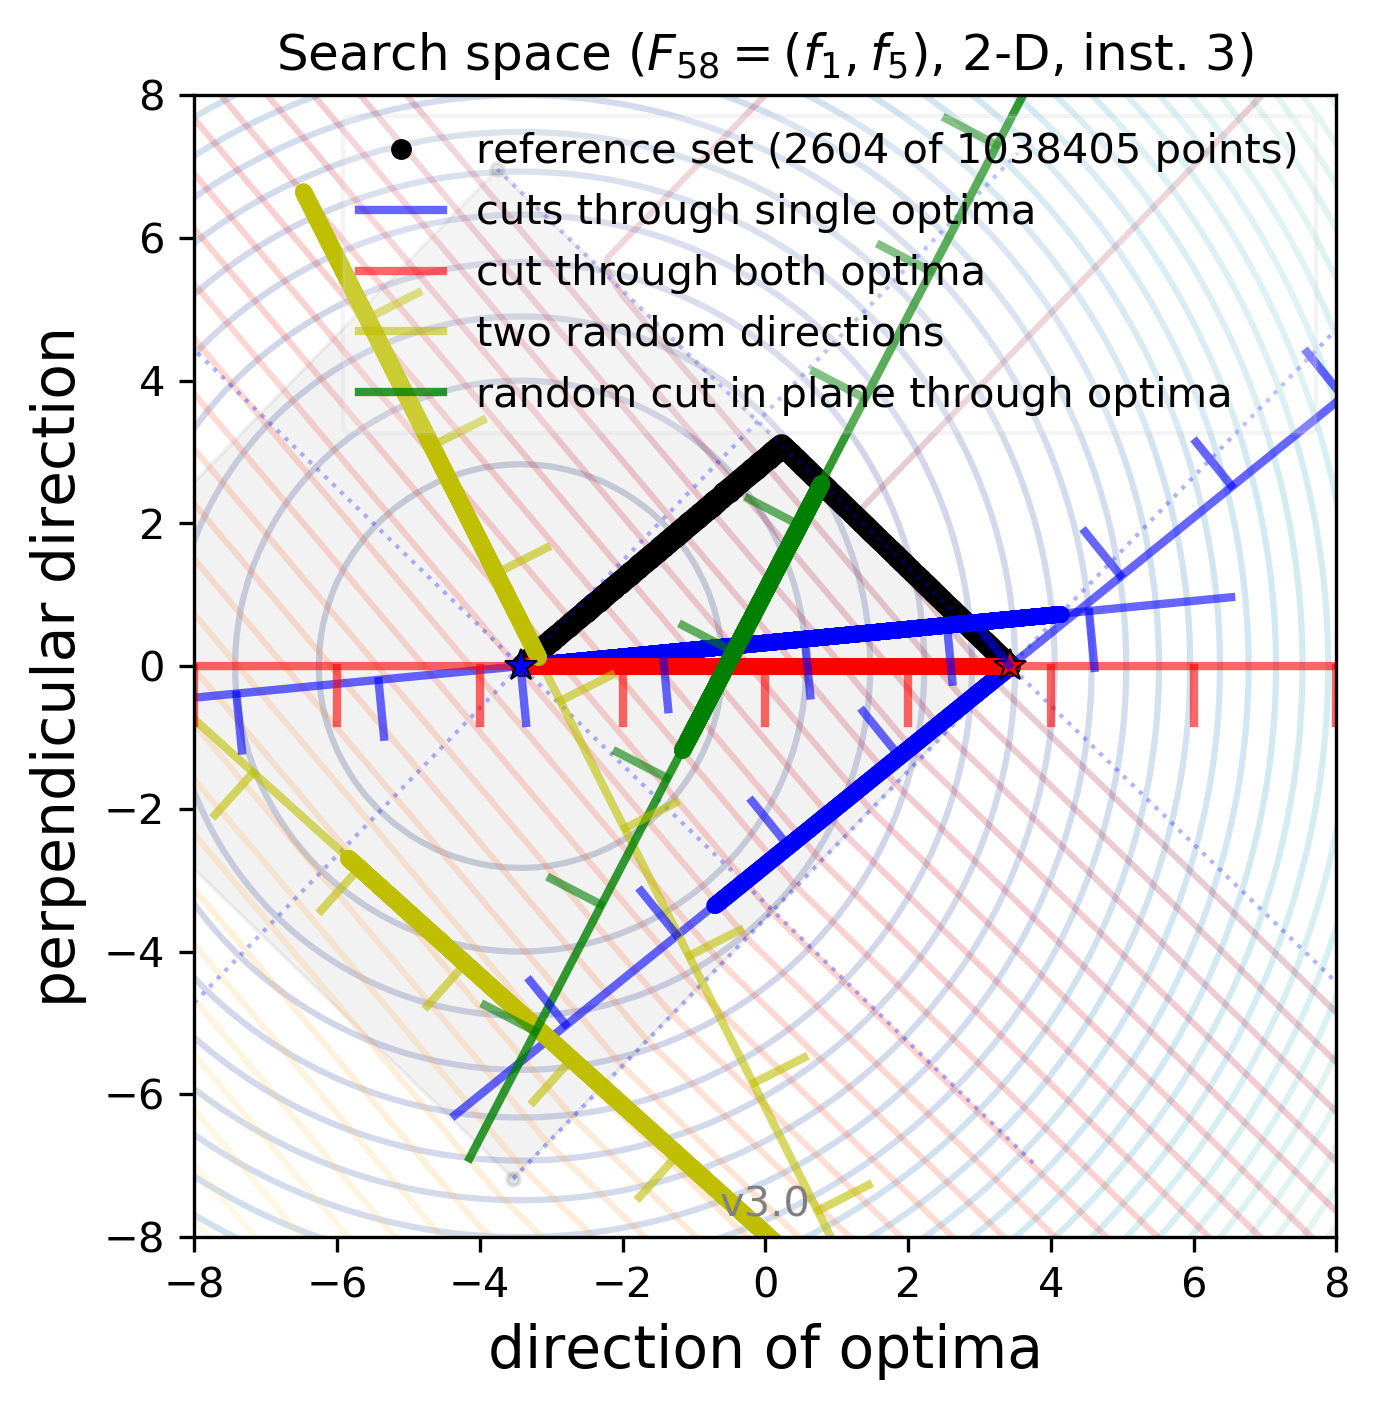 Search space (F₅₈ = (f₁, f₅), 2-D, inst. 3)
reference set (2604 of 1038405 points)
cuts through single optima
cut through both optima
two random directions
random cut in plane through optima
perpendicular direction
8
6
4
2
0
−2
−4
−6
−8
v3.0
−8 −6 −4 −2 0 2 4 6 8
direction of optima